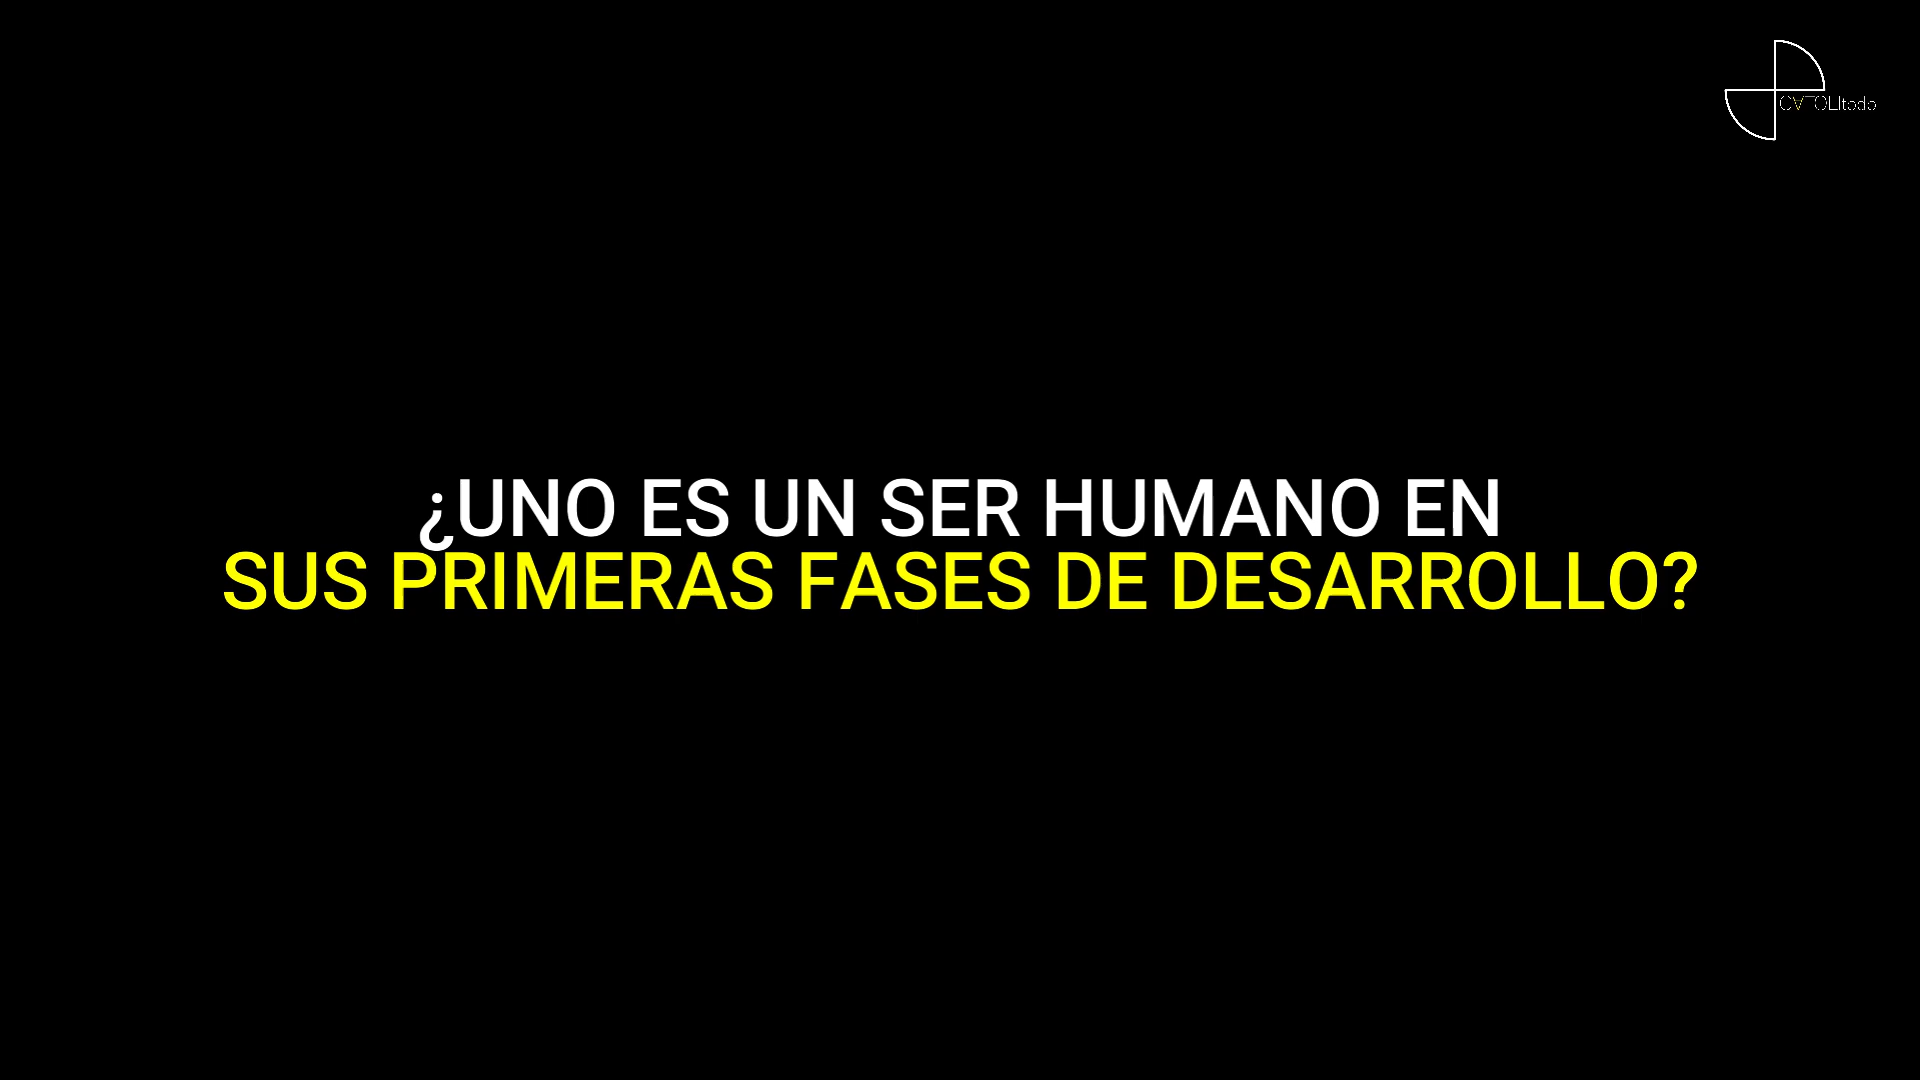 ¿UNO ES UN SER HUMANO EN
SUS PRIMERAS FASES DE DESARROLLO?